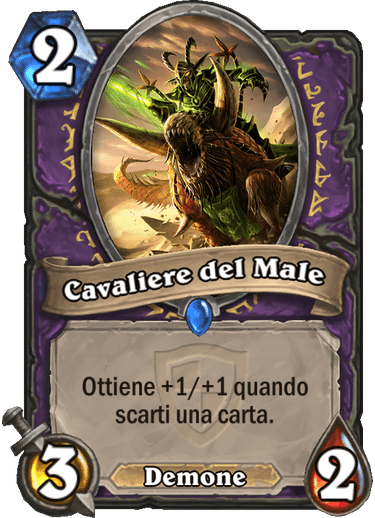 2
Cavaliere del Male
Ottiene +1/+1 quando
scarti una carta.
3
Demone
2